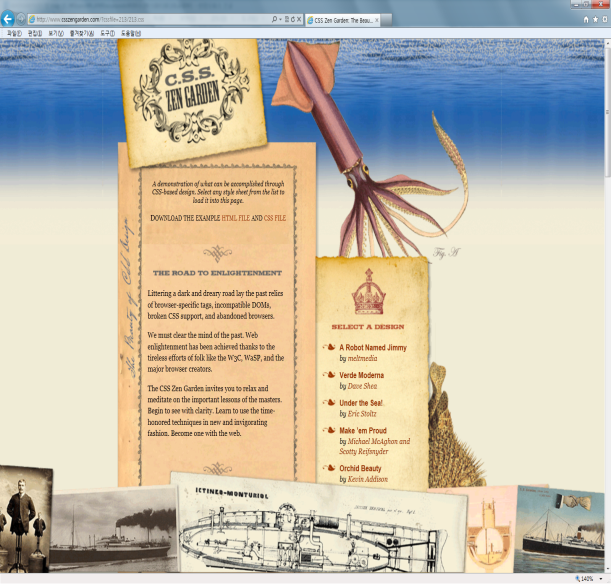 http://www.csszengarden.com/?cssfile=213/213.css
CSS Zen Garden: The Beau...
파일(F) 편집(E) 보기(V) 즐겨찾기(A) 도구(T) 도움말(H)
C.S.S.
ZEN GARDEN
A demonstration of what can be accomplished through
CSS-based design. Select any style sheet from the list to
load it into this page.
DOWNLOAD THE EXAMPLE HTML FILE AND CSS FILE
The Beauty of CSS Design
THE ROAD TO ENLIGHTENMENT
Littering a dark and dreary road lay the past relics
of browser-specific tags, incompatible DOMs,
broken CSS support, and abandoned browsers.
We must clear the mind of the past. Web
enlightenment has been achieved thanks to the
tireless efforts of folk like the W3C, WaSP, and the
major browser creators.
The CSS Zen Garden invites you to relax and
meditate on the important lessons of the masters.
Begin to see with clarity. Learn to use the time-
honored techniques in new and invigorating
fashion. Become one with the web.
Fig. A
SELECT A DESIGN
A Robot Named Jimmy
by meltmedia
Verde Moderna
by Dave Shea
Under the Sea!
by Eric Stoltz
Make 'em Proud
by Michael McAghon and
Scotty Reifsnyder
Orchid Beauty
by Kevin Addison
ICTINEO-MONTURIOL
140%